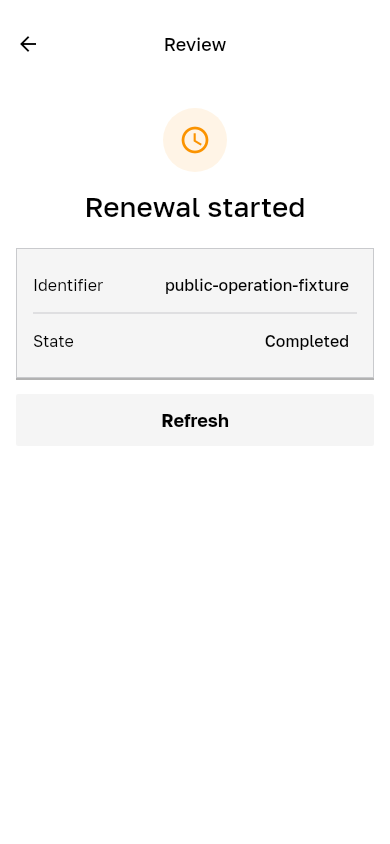 Review
Renewal started
Identifier public-operation-fixture
State Completed
Refresh